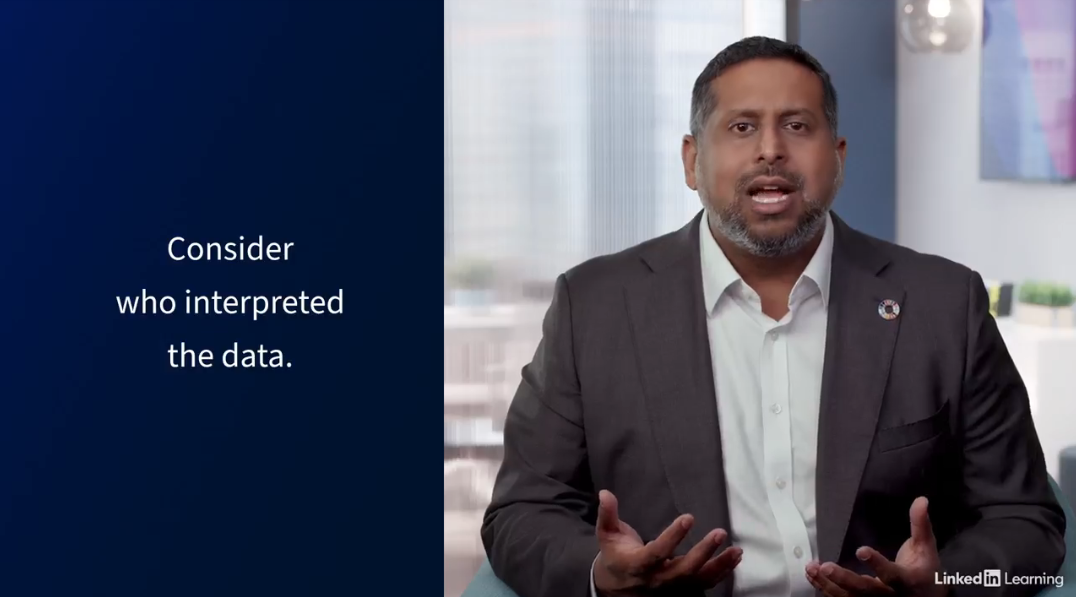 Consider
who interpreted
the data.
LinkedIn Learning